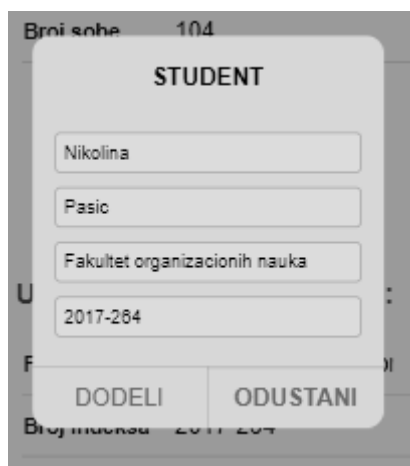 Broj sobe 104
STUDENT
Nikolina
Pasic
Fakultet organizacionih nauka
2017-264
U :
F
DODELI ODUSTANI
Broj indeksa 2017-264